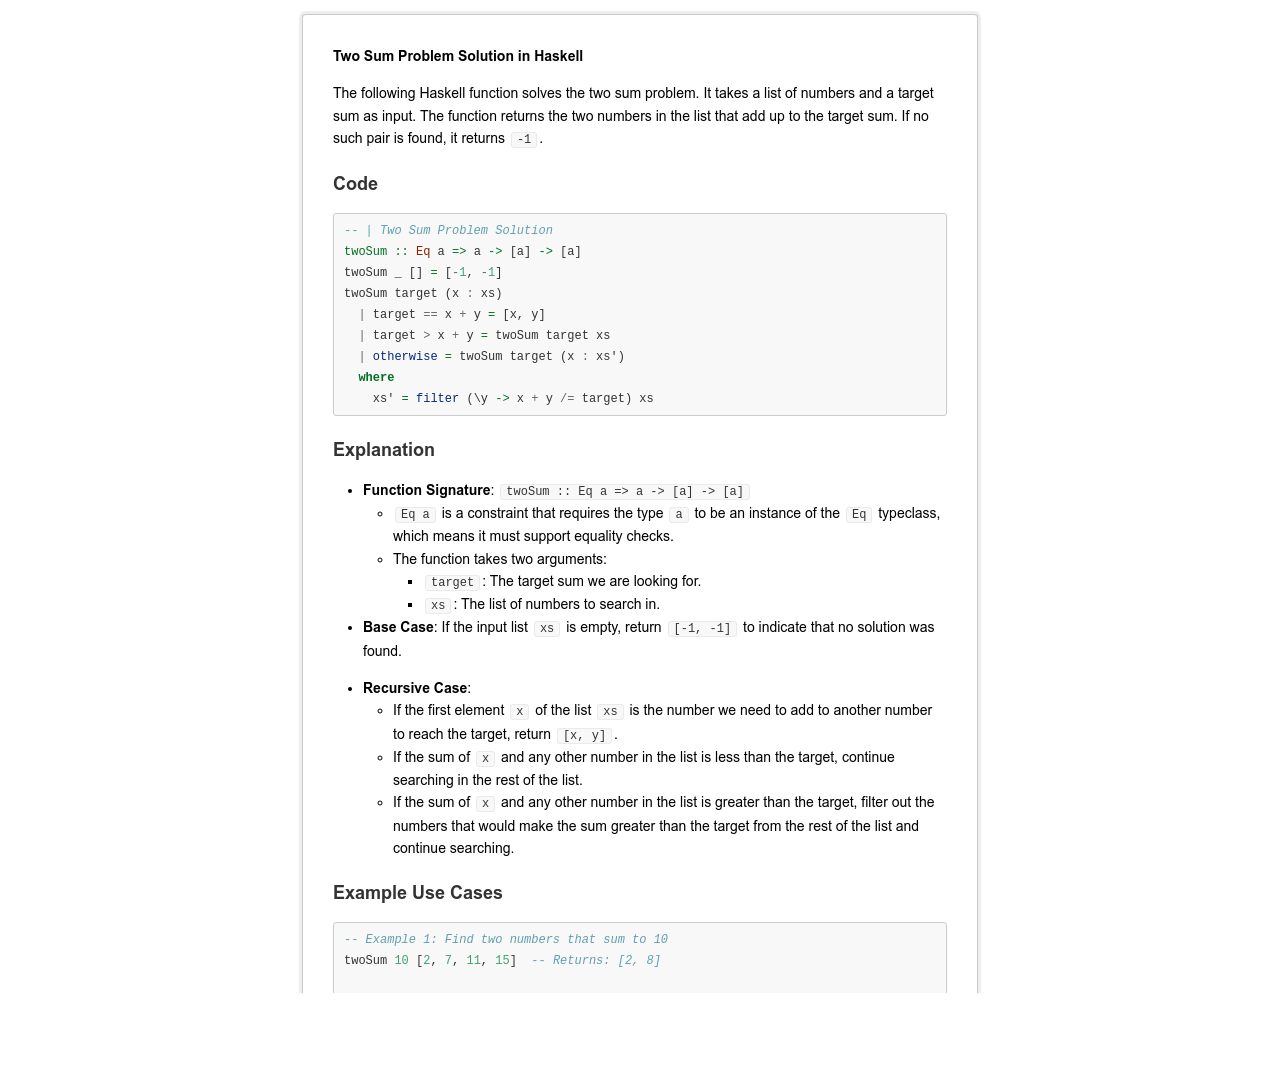 Two Sum Problem Solution in Haskell
The following Haskell function solves the two sum problem. It takes a list of numbers and a target
sum as input. The function returns the two numbers in the list that add up to the target sum. If no
such pair is found, it returns -1.
Code
-- | Two Sum Problem Solution
twoSum :: Eq a => a -> [a] -> [a]
twoSum _ [] = [-1, -1]
twoSum target (x : xs)
  | target == x + y = [x, y]
  | target > x + y = twoSum target xs
  | otherwise = twoSum target (x : xs')
  where
    xs' = filter (\y -> x + y /= target) xs
Explanation
• Function Signature: twoSum :: Eq a => a -> [a] -> [a]
◦ Eq a is a constraint that requires the type a to be an instance of the Eq typeclass,
which means it must support equality checks.
◦ The function takes two arguments:
▪ target: The target sum we are looking for.
▪ xs: The list of numbers to search in.
• Base Case: If the input list xs is empty, return [-1, -1] to indicate that no solution was
found.
• Recursive Case:
◦ If the first element x of the list xs is the number we need to add to another number
to reach the target, return [x, y].
◦ If the sum of x and any other number in the list is less than the target, continue
searching in the rest of the list.
◦ If the sum of x and any other number in the list is greater than the target, filter out the
numbers that would make the sum greater than the target from the rest of the list and
continue searching.
Example Use Cases
-- Example 1: Find two numbers that sum to 10
twoSum 10 [2, 7, 11, 15]  -- Returns: [2, 8]